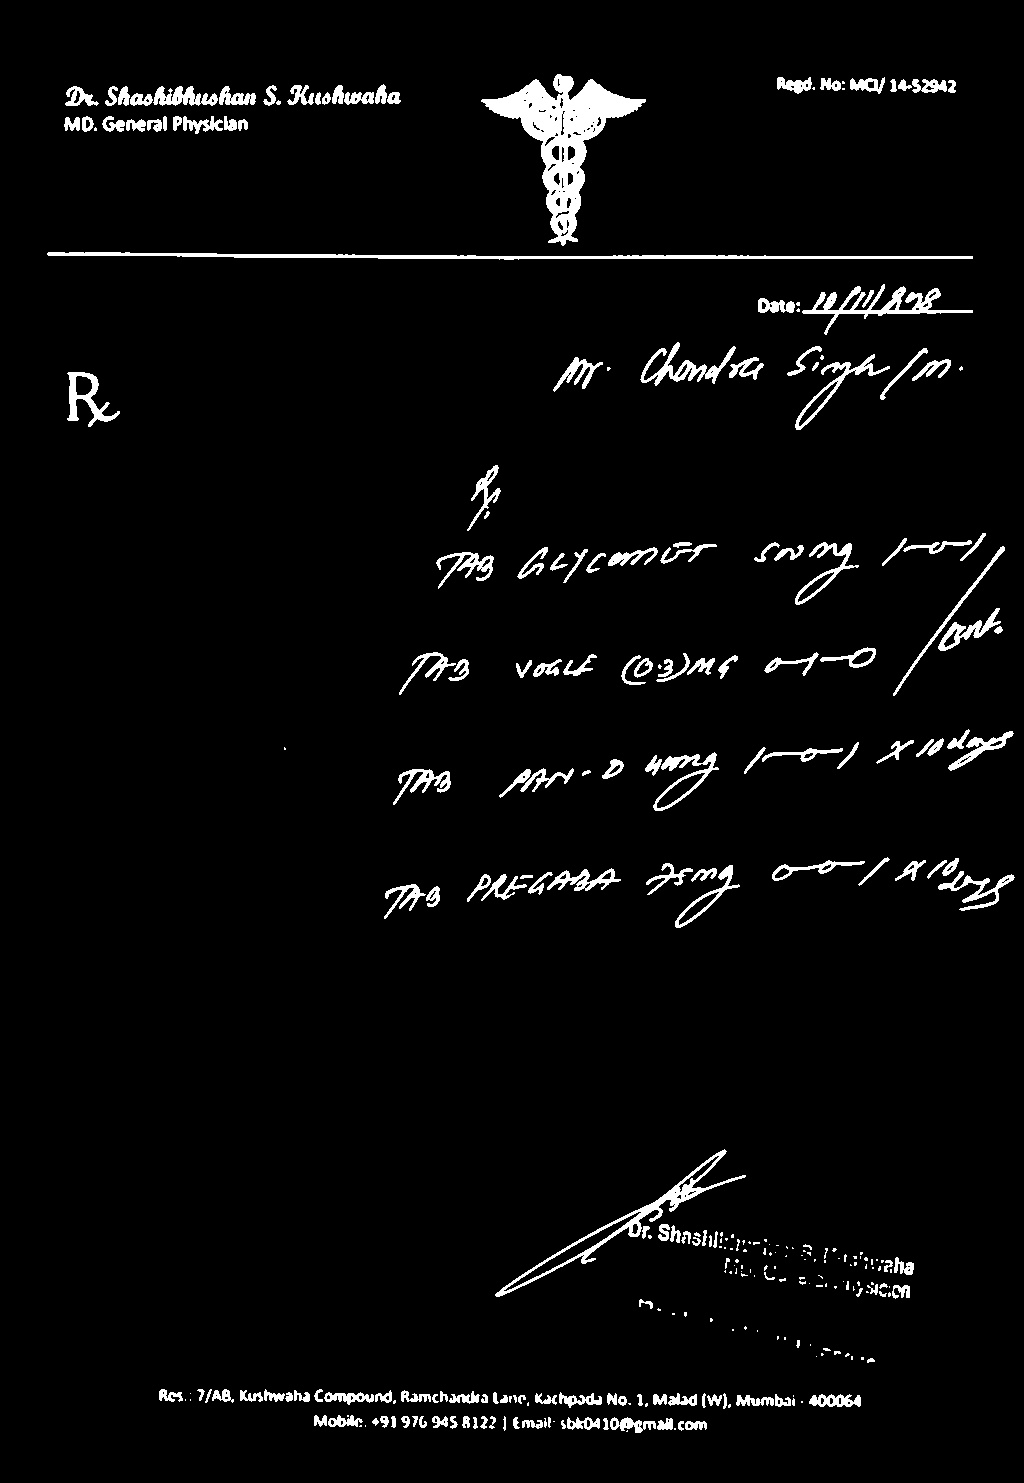 Dr. Shashibhushan S. Kushwaha
MD. General Physician
Regd. No: MCI/ 14-52942
Date: 10/11/
Mr. Chandra Singh / M.
Rx
Rx
TAB GLYCOMET 500mg 1-0-1
TAB VOGLE (0.3)MG 0-1-0 / cont.
TAB PAN-D 40mg 1-0-1 x 10 days
TAB PREGABA 75mg 0-0-1 x 10 days
Dr. Shashibhushan S. Kushwaha
MD. General Physician
Res.: 7/AB, Kushwaha Compound, Ramchandra Lane, Kachpada No. 1, Malad (W), Mumbai - 400064
Mobile: +91 976 945 8122 | Email: sbk0410@gmail.com